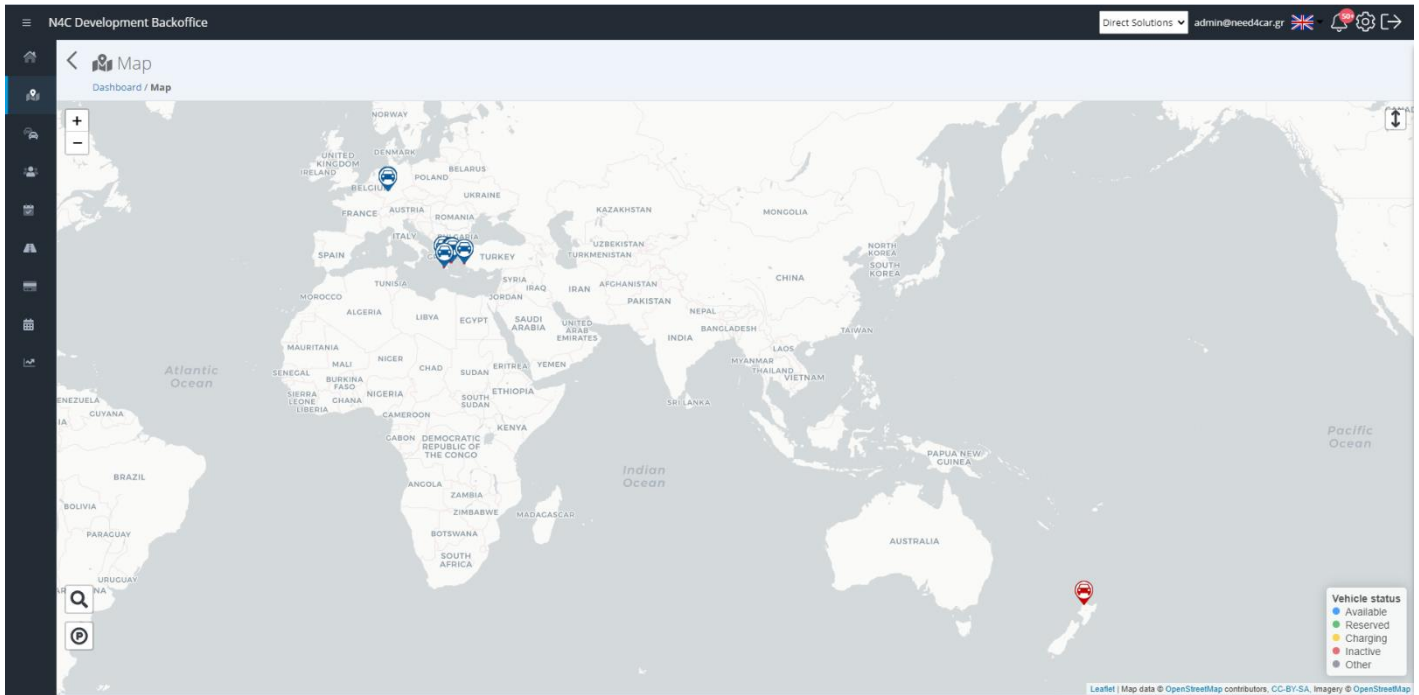 N4C Development Backoffice
Direct Solutions
admin@need4car.gr
50+
Map
Dashboard / Map
+
−
NORWAY
UNITED
KINGDOM
DENMARK
IRELAND
BELARUS
POLAND
UKRAINE
FRANCE
AUSTRIA
ROMANIA
KAZAKHSTAN
MONGOLIA
ITALY
UZBEKISTAN
TURKMENISTAN
NORTH
KOREA
SOUTH
KOREA
SPAIN
TURKEY
CHINA
TUNISIA
SYRIA
IRAQ
IRAN
AFGHANISTAN
MOROCCO
JORDAN
PAKISTAN
ALGERIA
LIBYA
EGYPT
SAUDI
ARABIA
UNITED
ARAB
EMIRATES
NEPAL
BANGLADESH
INDIA
TAIWAN
MAURITANIA
LAOS
MYANMAR
THAILAND
VIETNAM
Atlantic
Ocean
SENEGAL
MALI
NIGER
CHAD
SUDAN
ERITREA
YEMEN
BURKINA
FASO
SIERRA
LEONE
LIBERIA
GHANA
NIGERIA
SOUTH
SUDAN
ETHIOPIA
SRI LANKA
GUYANA
CAMEROON
KENYA
GABON
DEMOCRATIC
REPUBLIC OF
THE CONGO
PAPUA NEW
GUINEA
Pacific
Ocean
Indian
Ocean
BRAZIL
ANGOLA
ZAMBIA
BOLIVIA
ZIMBABWE
MADAGASCAR
PARAGUAY
BOTSWANA
AUSTRALIA
SOUTH
AFRICA
URUGUAY
P
Vehicle status
Available
Reserved
Charging
Inactive
Other
Leaflet | Map data © OpenStreetMap contributors, CC-BY-SA, Imagery © OpenStreetMap